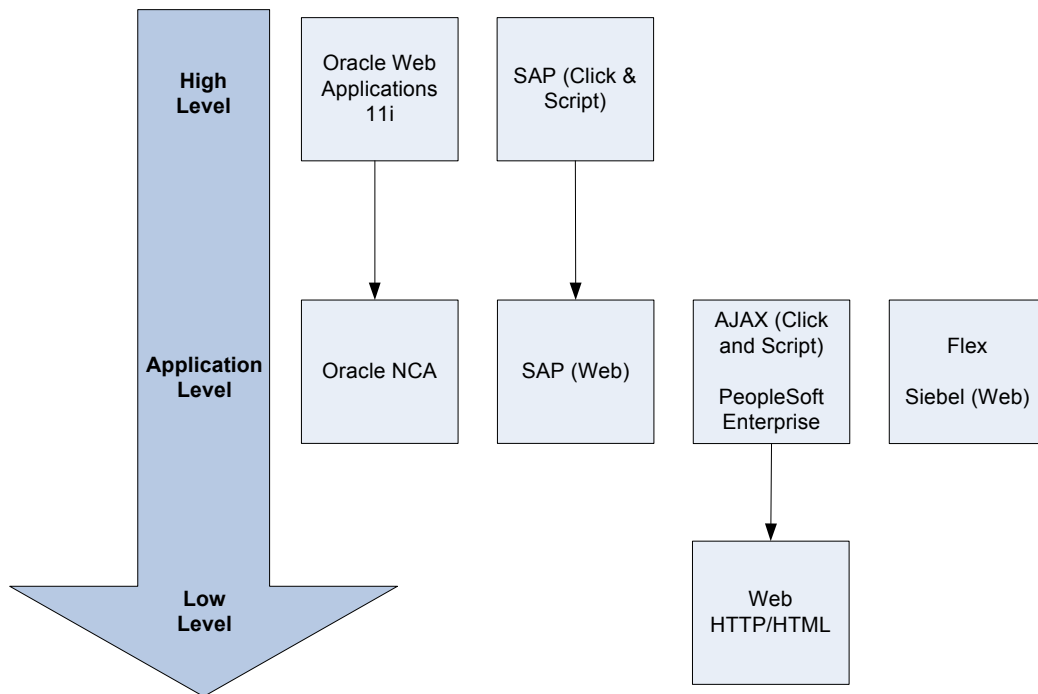 High
Level
Oracle Web
Applications
11i
SAP (Click &
Script)
Application
Level
Oracle NCA
SAP (Web)
AJAX (Click
and Script)
PeopleSoft
Enterprise
Flex
Siebel (Web)
Low
Level
Web
HTTP/HTML